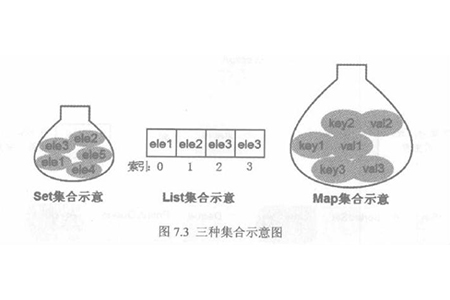 ele2
ele3
ele5
ele1
ele4
Set集合示意
ele1 ele2 ele3 ele3
索引: 0 1 2 3
List集合示意
key2 val2
key1 val1
key3 val3
Map集合示意
图 7.3 三种集合示意图